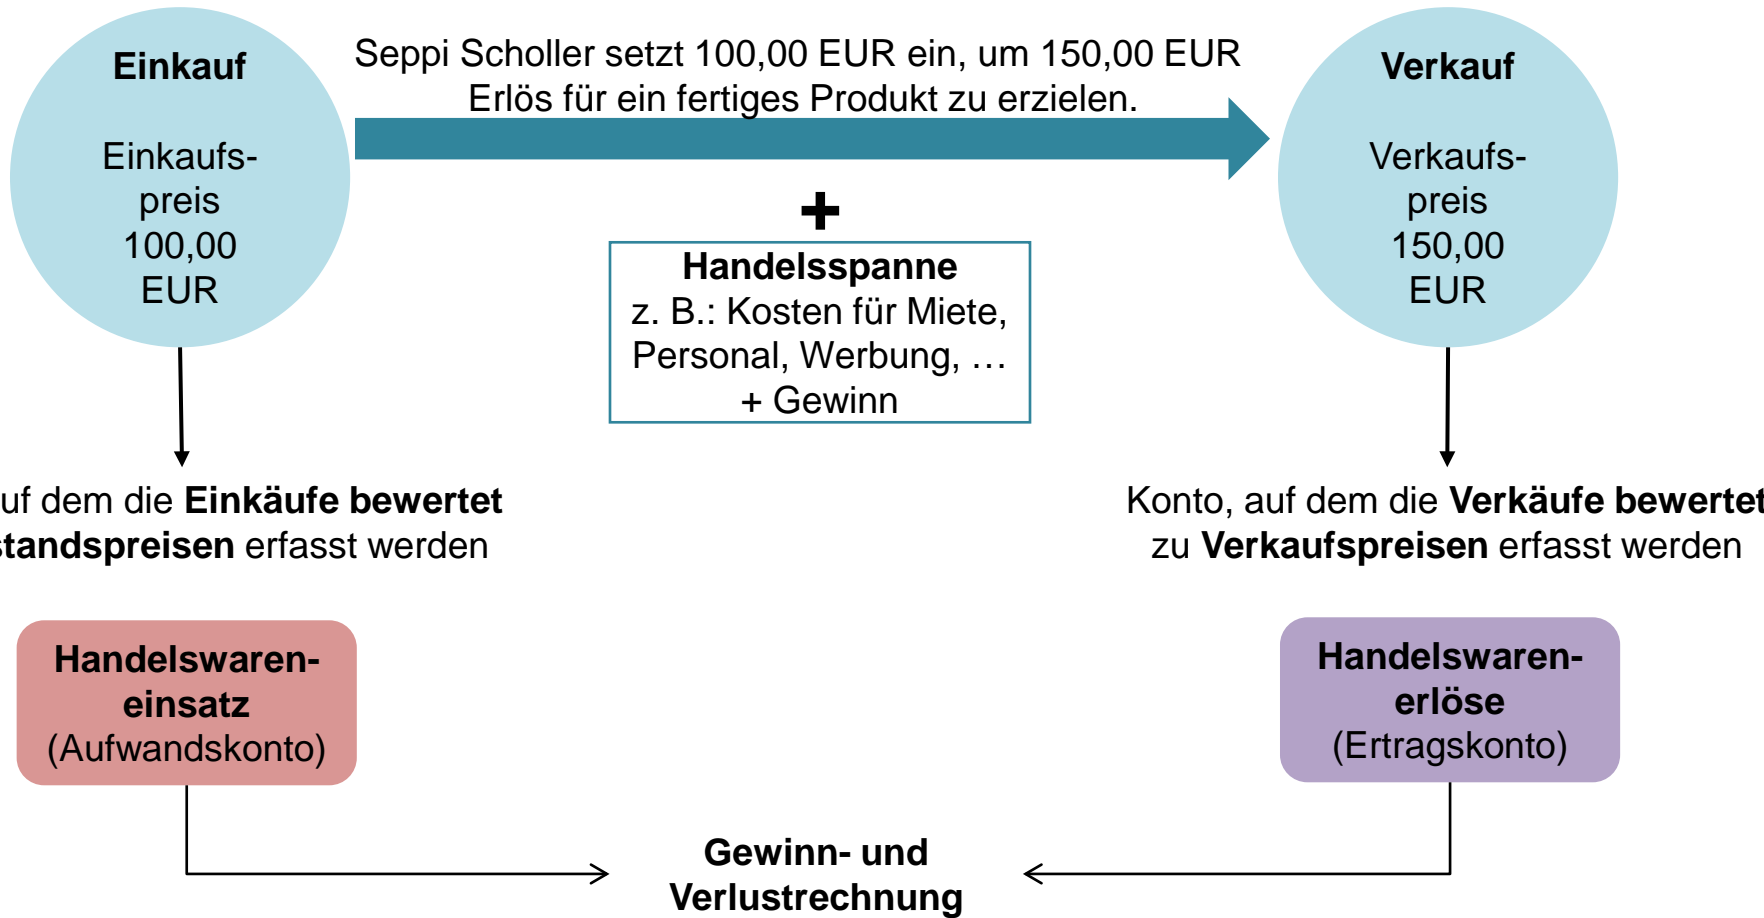 Einkauf
Einkaufs-
preis
100,00
EUR
Seppi Scholler setzt 100,00 EUR ein, um 150,00 EUR
Erlös für ein fertiges Produkt zu erzielen.
+
Handelsspanne
z. B.: Kosten für Miete,
Personal, Werbung, …
+ Gewinn
Verkauf
Verkaufs-
preis
150,00
EUR
uf dem die Einkäufe bewertet
standspreisen erfasst werden
Konto, auf dem die Verkäufe bewertet
zu Verkaufspreisen erfasst werden
Handelswaren-
einsatz
(Aufwandskonto)
Handelswaren-
erlöse
(Ertragskonto)
Gewinn- und
Verlustrechnung